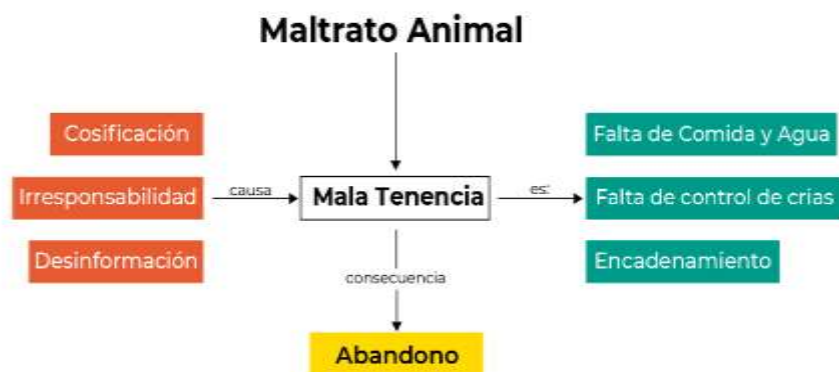 Maltrato Animal
Cosificación
Irresponsabilidad
Desinformación
causa
Mala Tenencia
es:
Falta de Comida y Agua
Falta de control de crias
Encadenamiento
consecuencia
Abandono